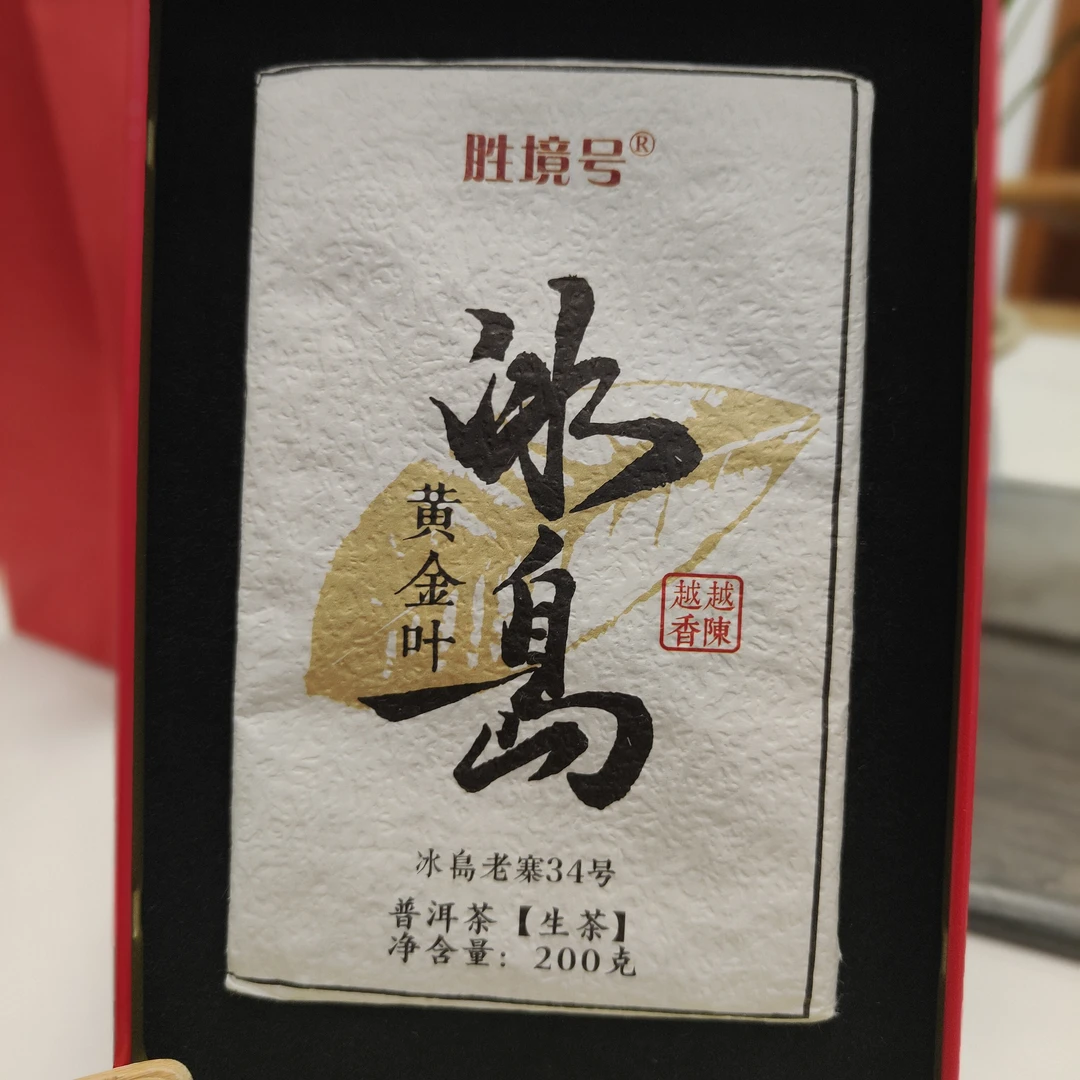 胜境号®
冰島
黄金叶
越陳
越香
冰島老寨34号
普洱茶【生茶】
净含量：200克